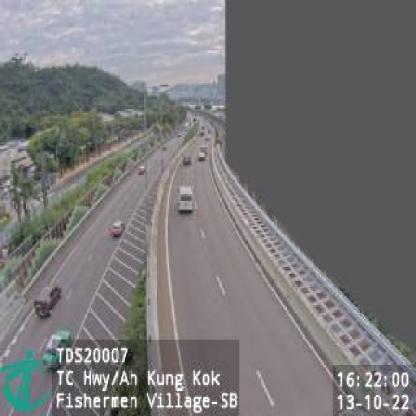 TDS20007
TC Hwy/Ah Kung Kok
Fishermen Village-SB
16:22:00
13-10-22